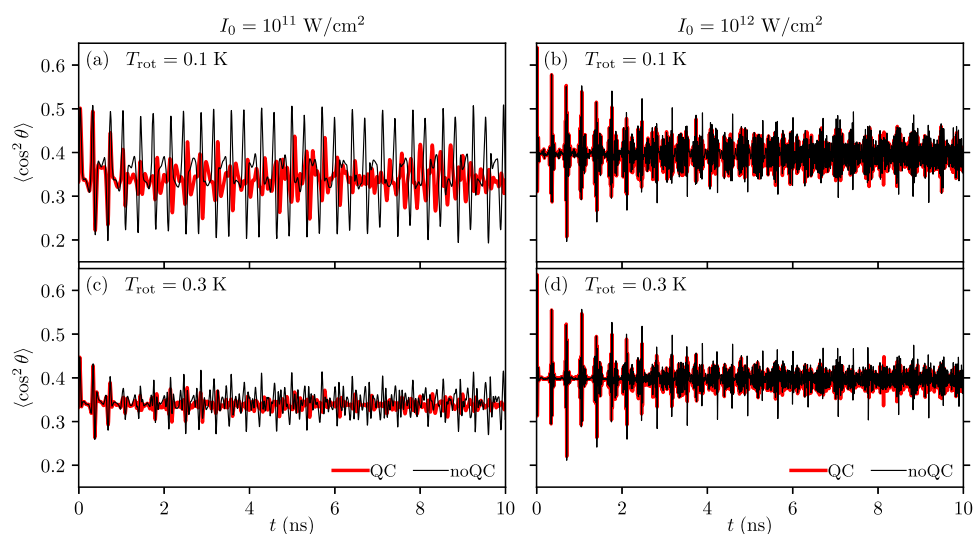 I₀ = 10¹¹ W/cm²
I₀ = 10¹² W/cm²
(a) T_rot = 0.1 K
(b) T_rot = 0.1 K
⟨cos² θ⟩
0.6
0.5
0.4
0.3
0.2
(c) T_rot = 0.3 K
(d) T_rot = 0.3 K
⟨cos² θ⟩
0.6
0.5
0.4
0.3
0.2
QC
noQC
QC
noQC
0 2 4 6 8 10
0 2 4 6 8 10
t (ns)
t (ns)